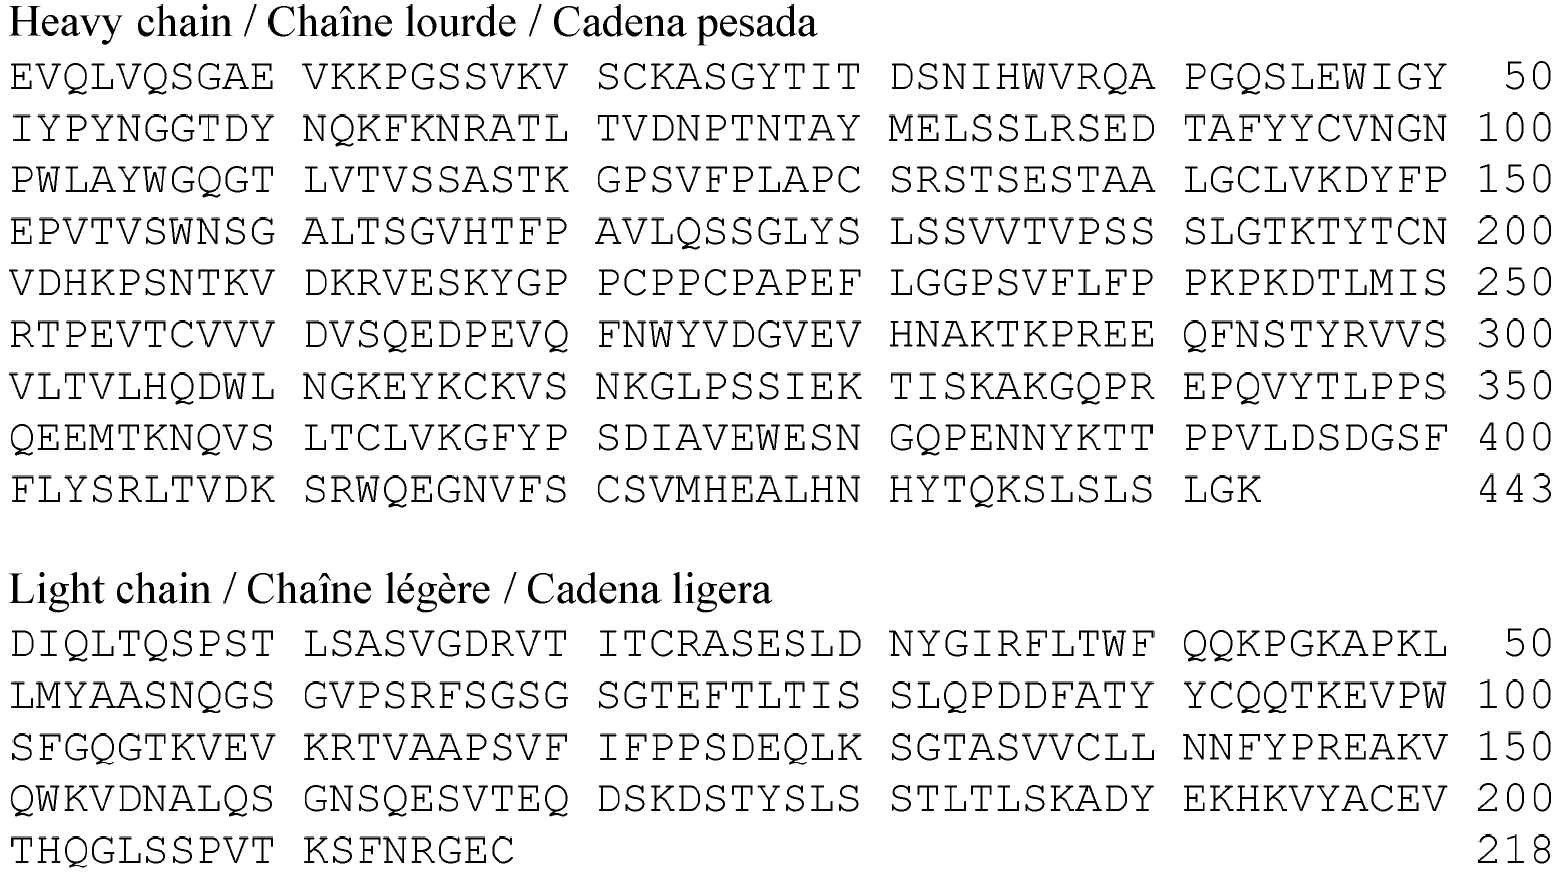 Heavy chain / Chaîne lourde / Cadena pesada
EVQLVQSGAE VKKPGSSVKV SCKASGYTIT DSNIHWVRQA PGQSLEWIGY 50
IYPYNGGTDY NQKFKNRATL TVDNPTNTAY MELSSLRSED TAFYYCVNGN 100
PWLAYWGQGT LVTVSSASTK GPSVFPLAPC SRSTSESTAA LGCLVKDYFP 150
EPVTVSWNSG ALTSGVHTFP AVLQSSGLYS LSSVVTVPSS SLGTKTYTCN 200
VDHKPSNTKV DKRVESKYGP PCPPCPAPEF LGGPSVFLFP PKPKDTLMIS 250
RTPEVTCVVV DVSQEDPEVQ FNWYVDGVEV HNAKTKPREE QFNSTYRVVS 300
VLTVLHQDWL NGKEYKCKVS NKGLPSSIEK TISKAKGQPR EPQVYTLPPS 350
QEEMTKNQVS LTCLVKGFYP SDIAVEWESN GQPENNYKTT PPVLDSDGSF 400
FLYSRLTVDK SRWQEGNVFS CSVMHEALHN HYTQKSLSLS LGK 443
Light chain / Chaîne légère / Cadena ligera
DIQLTQSPST LSASVGDRVT ITCRASESLD NYGIRFLTWF QQKPGKAPKL 50
LMYAASNQGS GVPSRFSGSG SGTEFTLTIS SLQPDDFATY YCQQTKEVPW 100
SFGQGTKVEV KRTVAAPSVF IFPPSDEQLK SGTASVVCLL NNFYPREAKV 150
QWKVDNALQS GNSQESVTEQ DSKDSTYSLS STLTLSKADY EKHKVYACEV 200
THQGLSSPVT KSFNRGEC 218